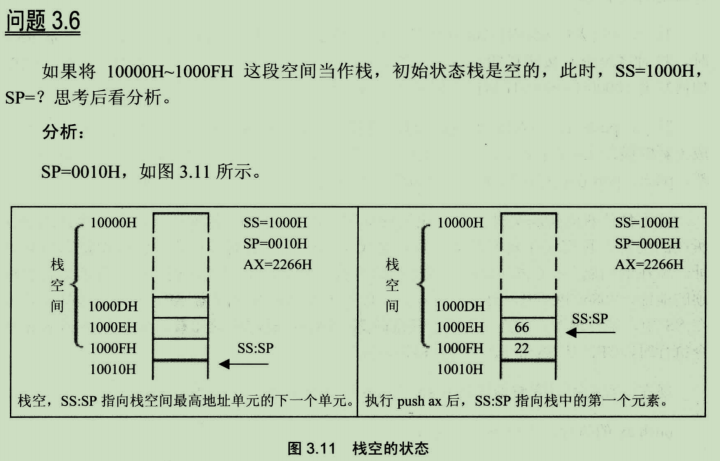 问题 3.6
如果将 10000H~1000FH 这段空间当作栈，初始状态栈是空的，此时，SS=1000H，
SP=？思考后看分析。
分析：
SP=0010H，如图 3.11 所示。
10000H
SS=1000H
SP=0010H
AX=2266H
栈空间
1000DH
1000EH
1000FH
SS:SP
10010H
栈空，SS:SP 指向栈空间最高地址单元的下一个单元。
10000H
SS=1000H
SP=000EH
AX=2266H
栈空间
1000DH
1000EH
66
SS:SP
1000FH
22
10010H
执行 push ax 后，SS:SP 指向栈中的第一个元素。
图 3.11 栈空的状态